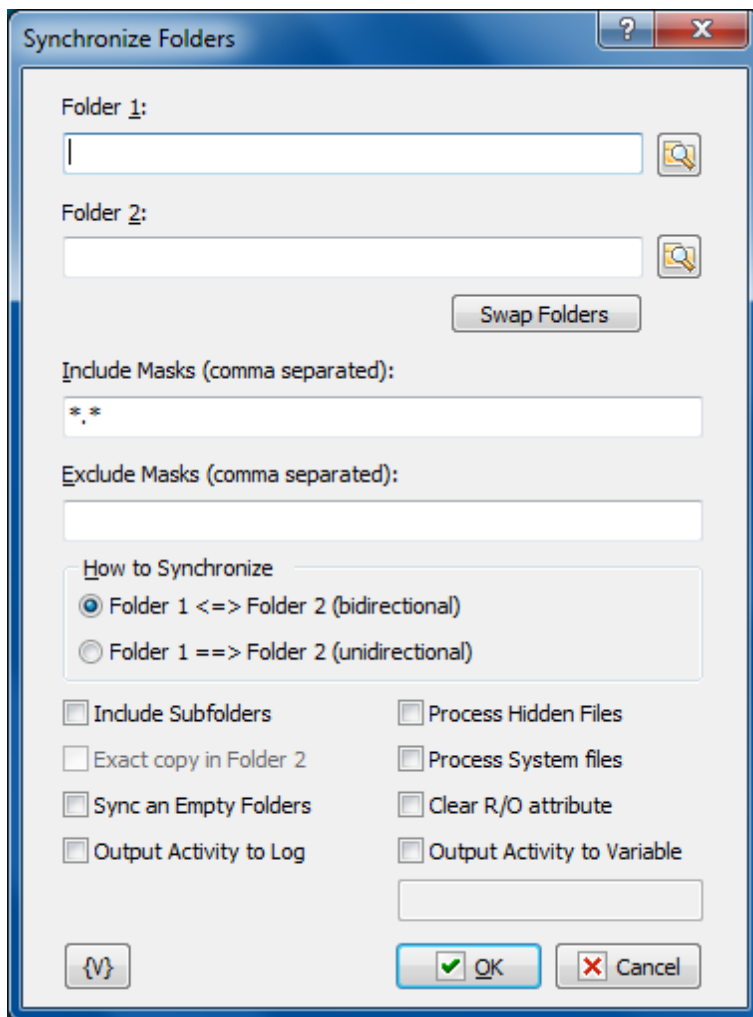 Synchronize Folders
?
Folder 1:
Folder 2:
Swap Folders
Include Masks (comma separated):
*.*
Exclude Masks (comma separated):
How to Synchronize
Folder 1 <=> Folder 2 (bidirectional)
Folder 1 ==> Folder 2 (unidirectional)
Include Subfolders
Process Hidden Files
Exact copy in Folder 2
Process System files
Sync an Empty Folders
Clear R/O attribute
Output Activity to Log
Output Activity to Variable
{V}
OK
Cancel